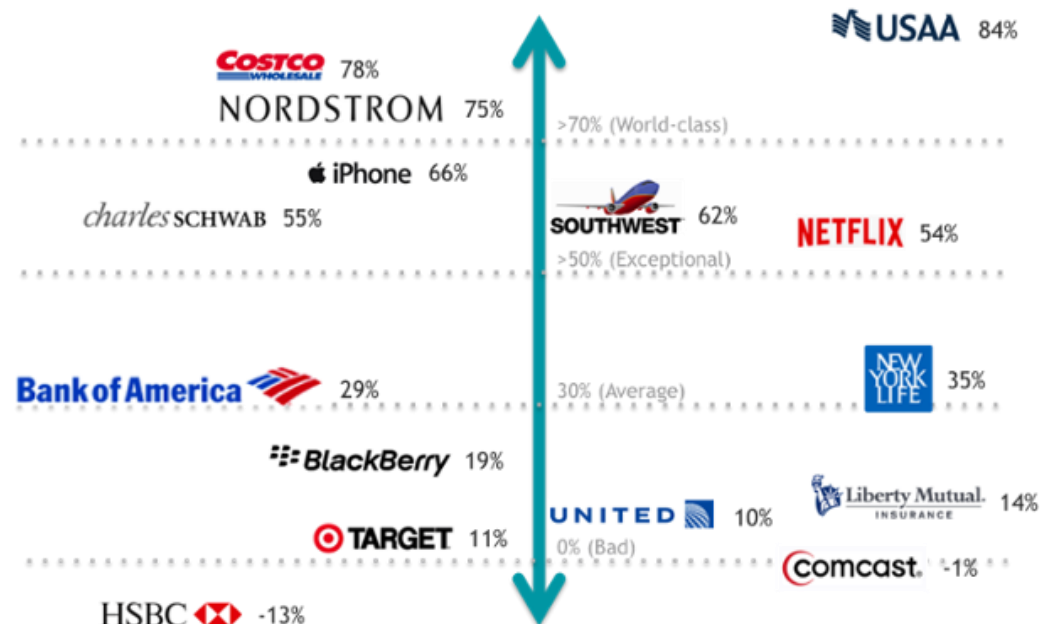 USAA 84%
COSTCO
WHOLESALE
78%
NORDSTROM 75%
>70% (World-class)
iPhone 66%
charles SCHWAB 55%
SOUTHWEST 62%
NETFLIX 54%
>50% (Exceptional)
Bank of America 29%
30% (Average)
NEW
YORK
LIFE
35%
BlackBerry 19%
Liberty Mutual.
INSURANCE
14%
TARGET 11%
UNITED 10%
0% (Bad)
comcast. -1%
HSBC -13%